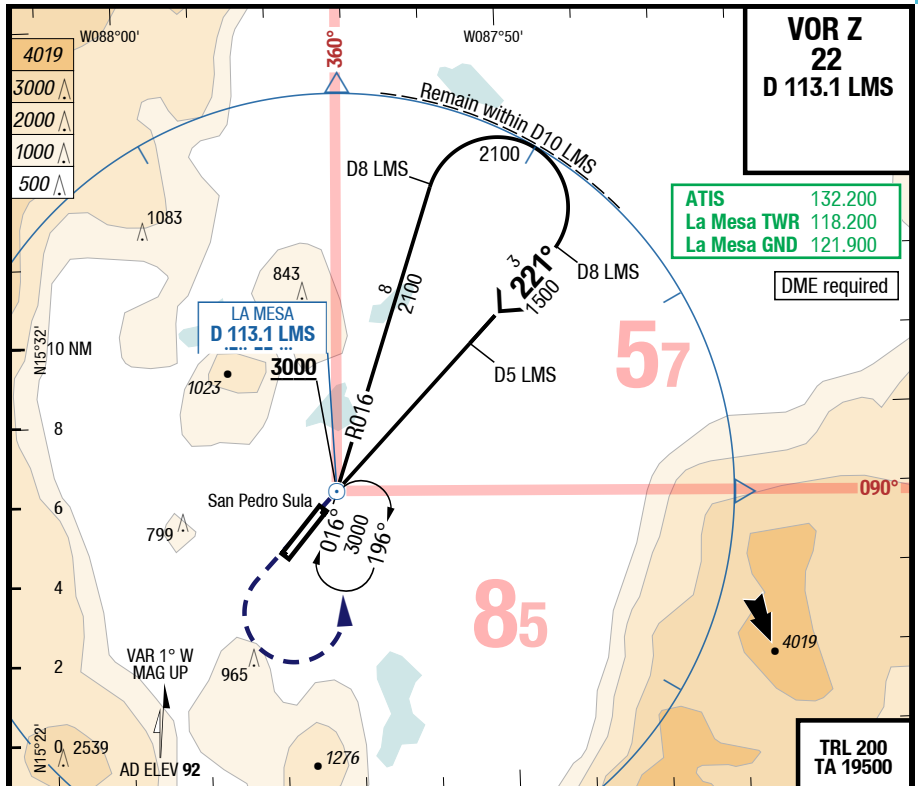 W088°00'
360°
W087°50'
VOR Z
22
D 113.1 LMS
4019
3000
2000
1000
500
Remain within D10 LMS
2100
D8 LMS
ATIS 132.200
La Mesa TWR 118.200
La Mesa GND 121.900
DME required
1083
843
8
2100
3
221°
1500
D8 LMS
LA MESA
D 113.1 LMS
3000
N15°32'
10 NM
1023
57
D5 LMS
8
R016
6
San Pedro Sula
090°
799
016°
3000
196°
4
85
4019
2
VAR 1° W
MAG UP
965
N15°22'
0
2539
AD ELEV 92
1276
TRL 200
TA 19500